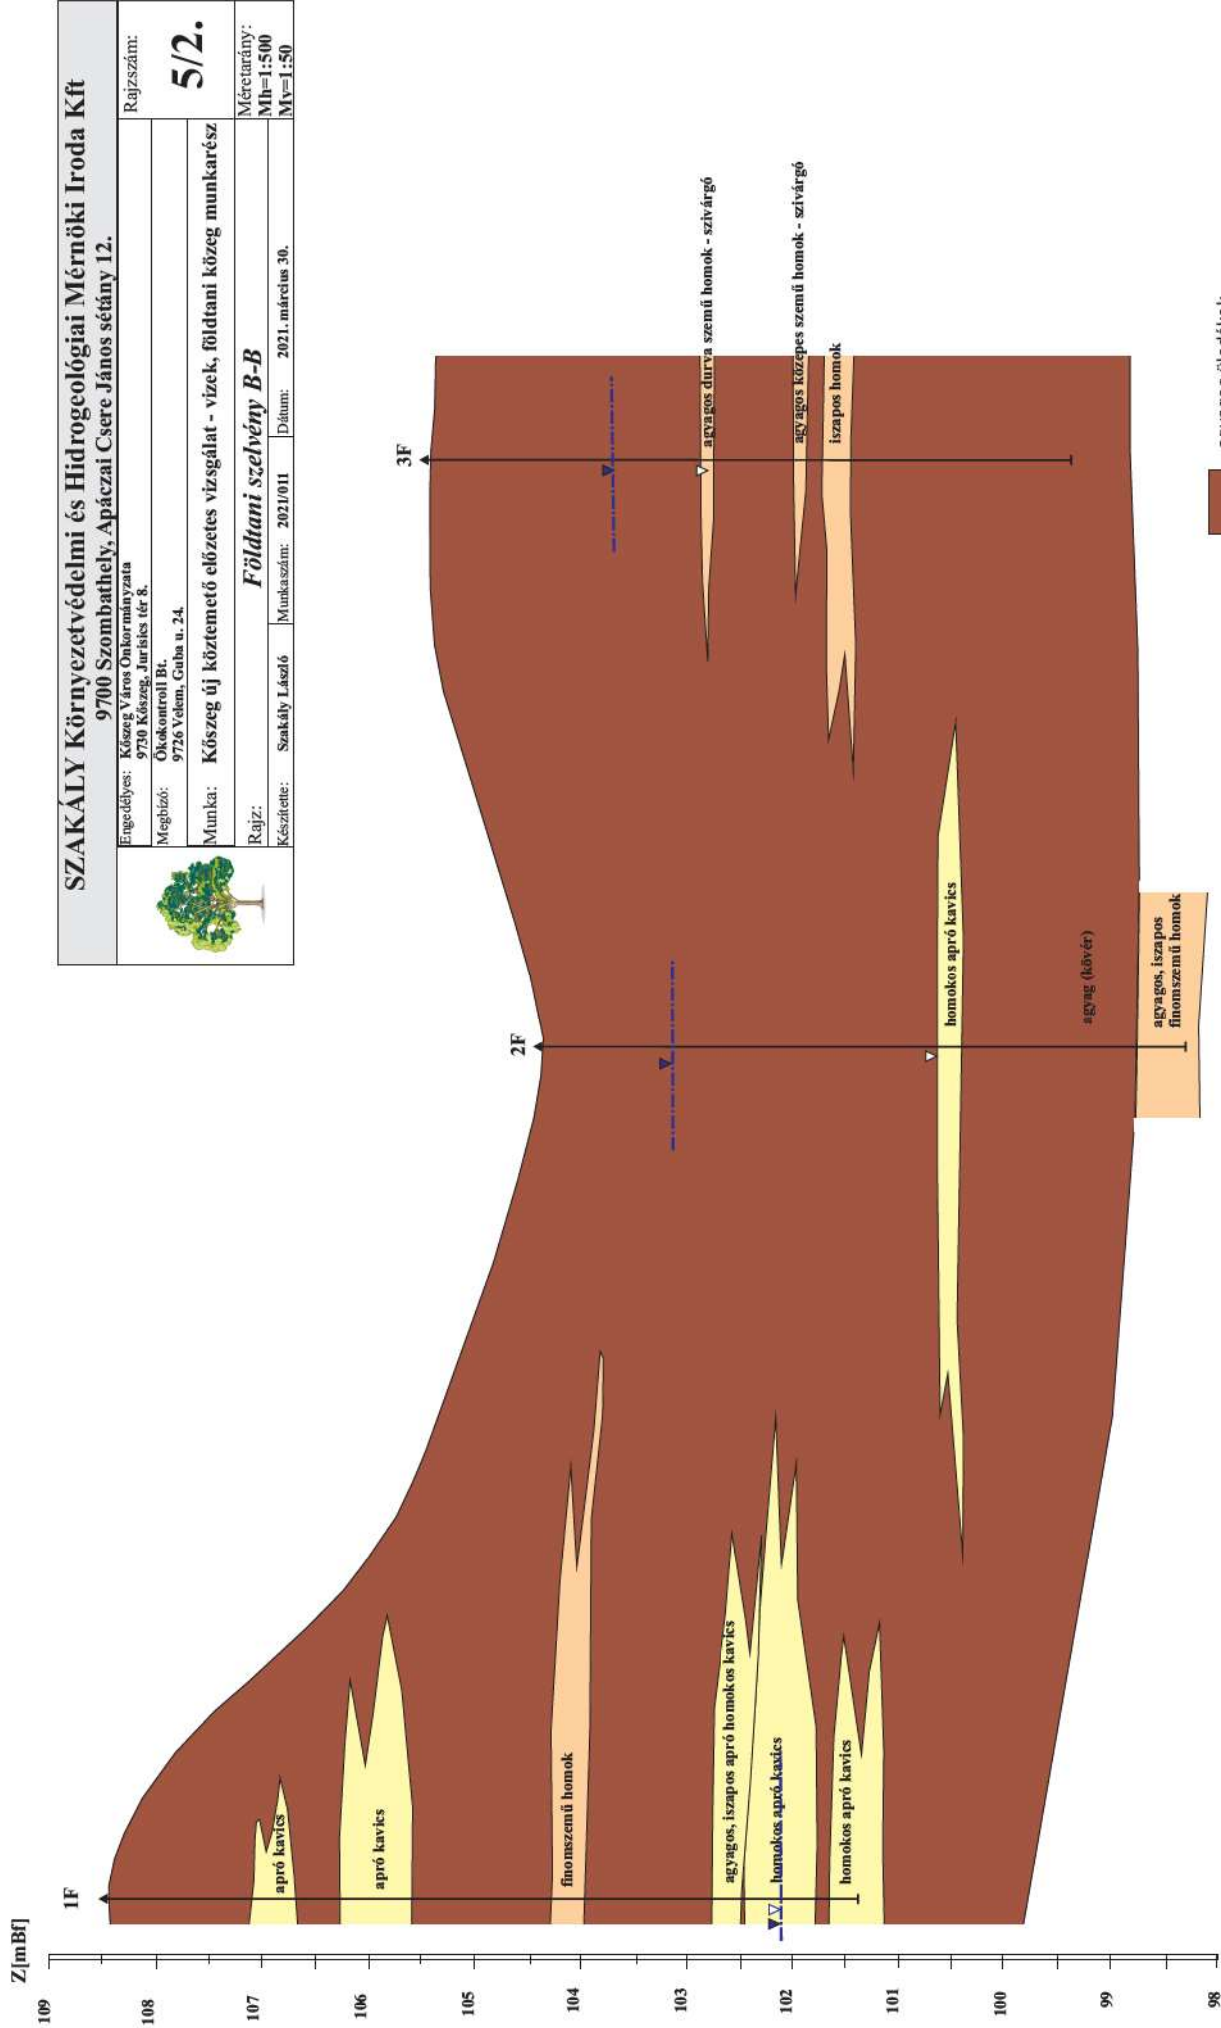 SZAKÁLY Környezetvédelmi és Hidrogeológiai Mérnöki Iroda Kft
9700 Szombathely, Apáczai Csere János sétány 12.
Engedélyes: Kőszeg Város Önkormányzata
9730 Kőszeg, Jurisics tér 8.
Megbízó: Ökokontroll Bt.
9726 Velem, Guba u. 24.
Rajzszám:
5/2.
Munka: Kőszeg új köztemető előzetes vizsgálat - vizek, földtani közeg munkarész
Rajz: Földtani szelvény B-B
Méretarány:
Mh=1:500
Mv=1:50
Készítette: Szakály László Munkaszám: 2021/011 Dátum: 2021. március 30.
Z[mBf]
109
108
107
106
105
104
103
102
101
100
99
98
1F
apró kavics
apró kavics
finomszemű homok
agyagos, iszapos apró homokos kavics
homokos apró kavics
homokos apró kavics
2F
homokos apró kavics
agyag (kövér)
agyagos, iszapos
finomszemű homok
3F
agyagos durva szemű homok - szivárgó
agyagos közepes szemű homok - szivárgó
iszapos homok